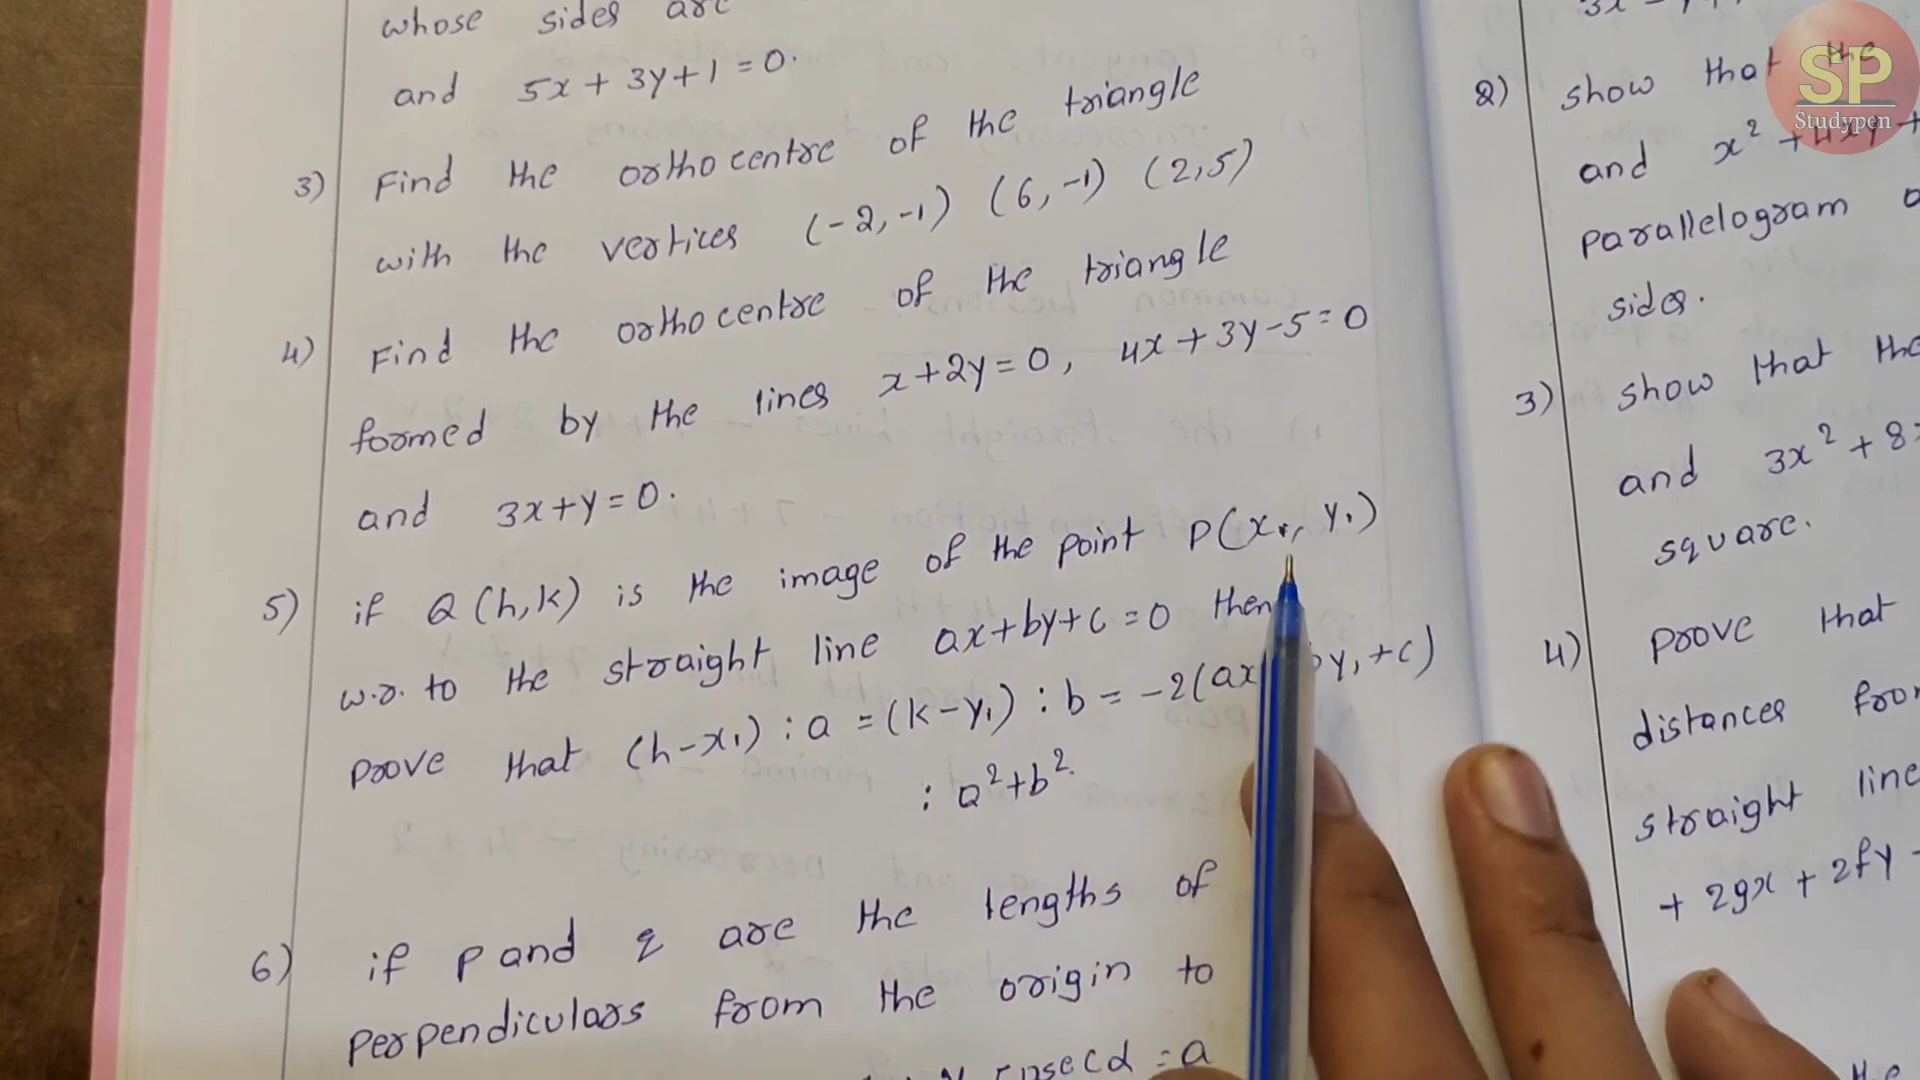 whose sides are
and 5x + 3y + 1 = 0.
3) Find the orthocentre of the triangle
with the vertices (-2, -1) (6, -1) (2, 5)
4) Find the orthocentre of the triangle
formed by the lines x + 2y = 0, 4x + 3y - 5 = 0
and 3x + y = 0.
5) if Q (h, k) is the image of the point P(x₁, y₁)
w.r. to the straight line ax + by + c = 0 then
prove that (h - x₁) : a = (k - y₁) : b = -2(ax by₁ + c)
: a² + b².
6) if p and q are the lengths of
perpendiculars from the origin to
cosec α = a
2) show that the
and x² + 4xy +
parallelogram
sides.
3) show that the
and 3x² + 8
square.
4) prove that
distances from
straight line
+ 2gx + 2fy -
SP
Studypen